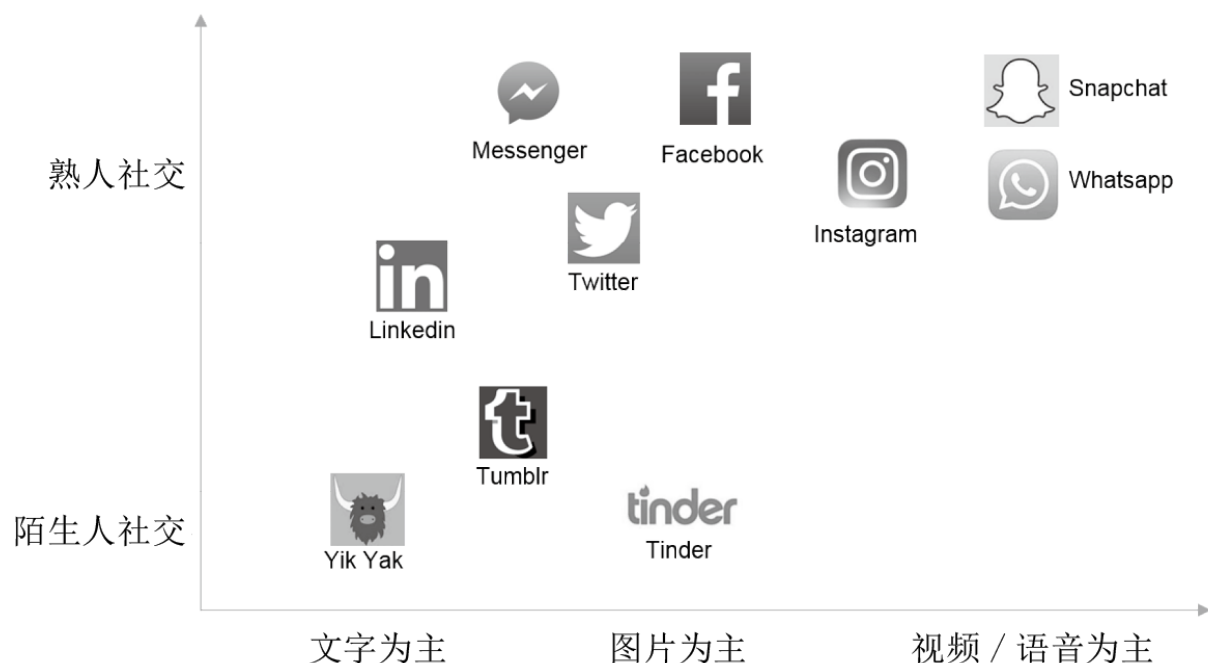 Snapchat
Messenger
Facebook
熟人社交
Whatsapp
Instagram
Twitter
in
Linkedin
t
Tumblr
tinder
陌生人社交
Yik Yak
Tinder
文字为主
图片为主
视频 / 语音为主